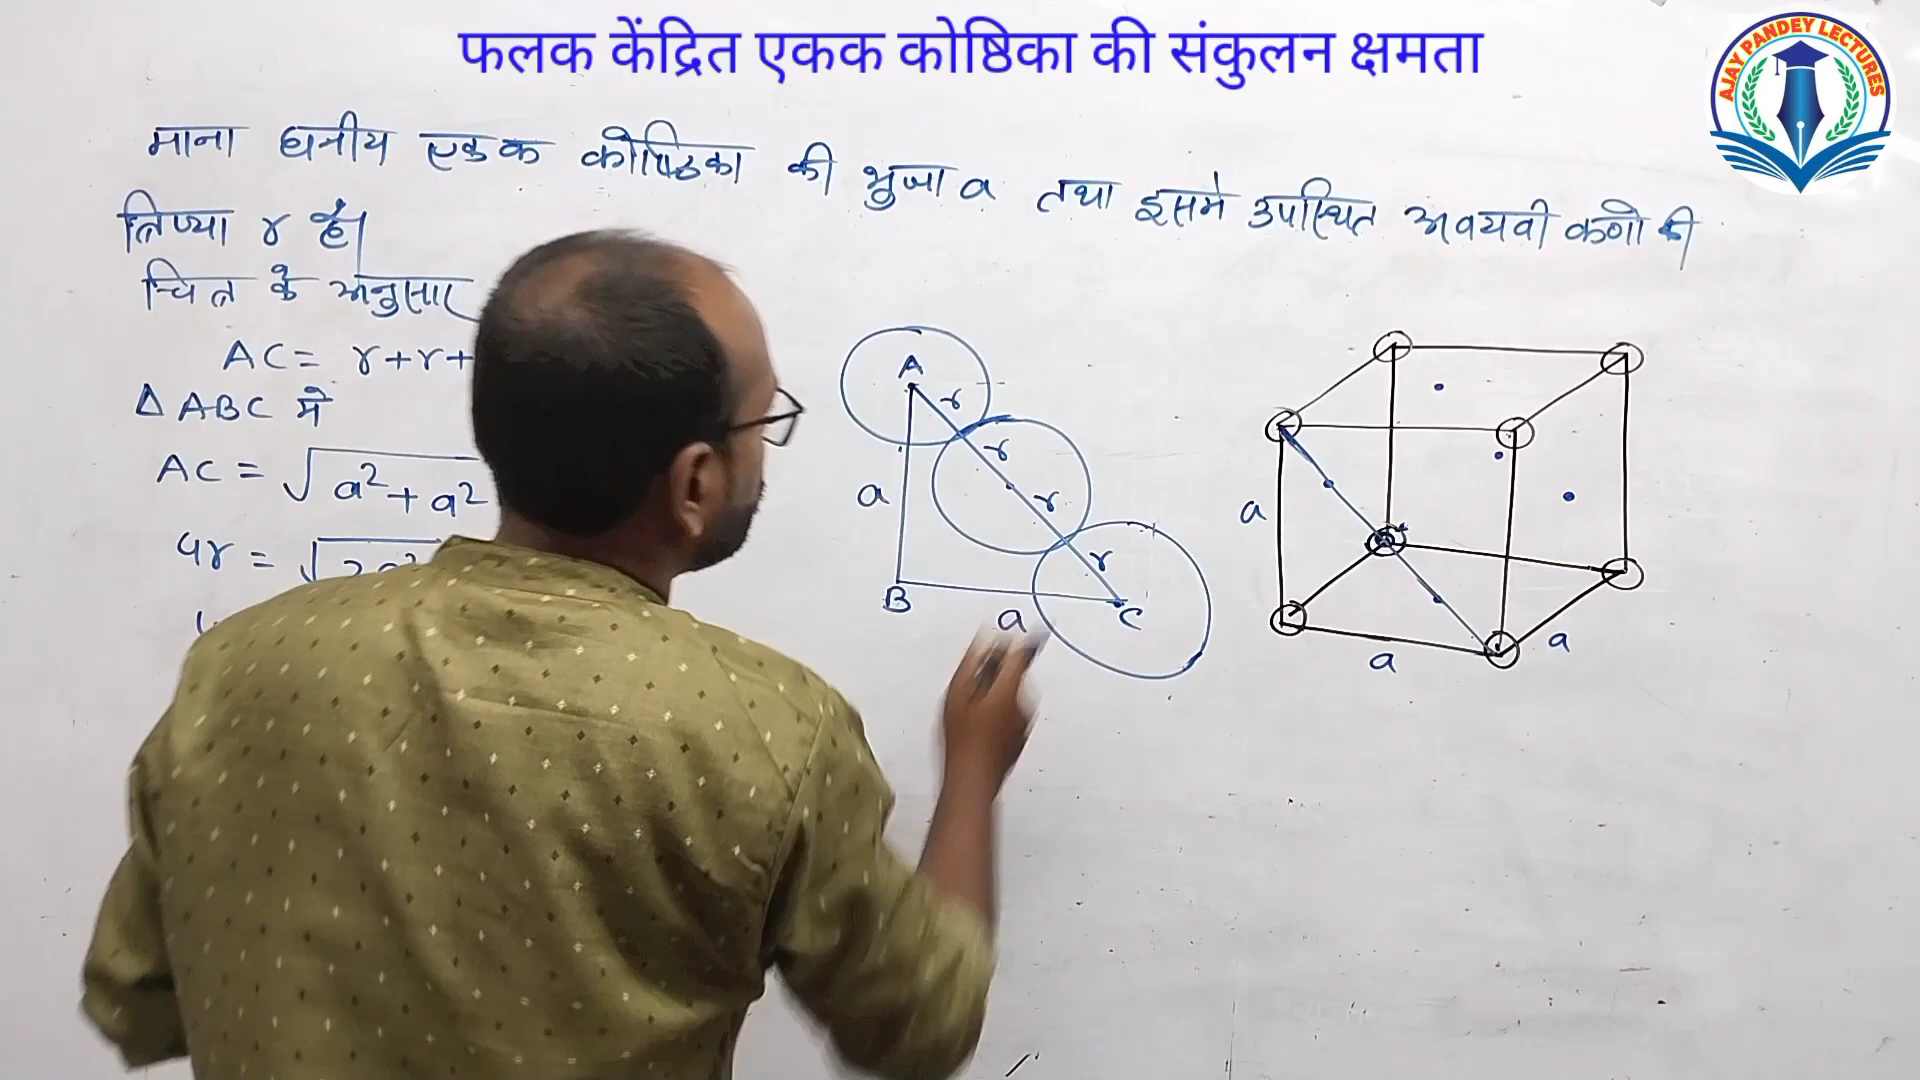 फलक केंद्रित एकक कोष्ठिका की संकुलन क्षमता
AJAY PANDEY LECTURES
माना घनीय एकक कोष्ठिका की भुजा a तथा इसमे उपस्थित अवयवी कणो की
त्रिज्या r है।
चित्र के अनुसार
AC = r+r+
Δ ABC मे
AC = √a²+a²
4r = √2a²
A
r
r
r
r
a
B
a
C
a
a
a